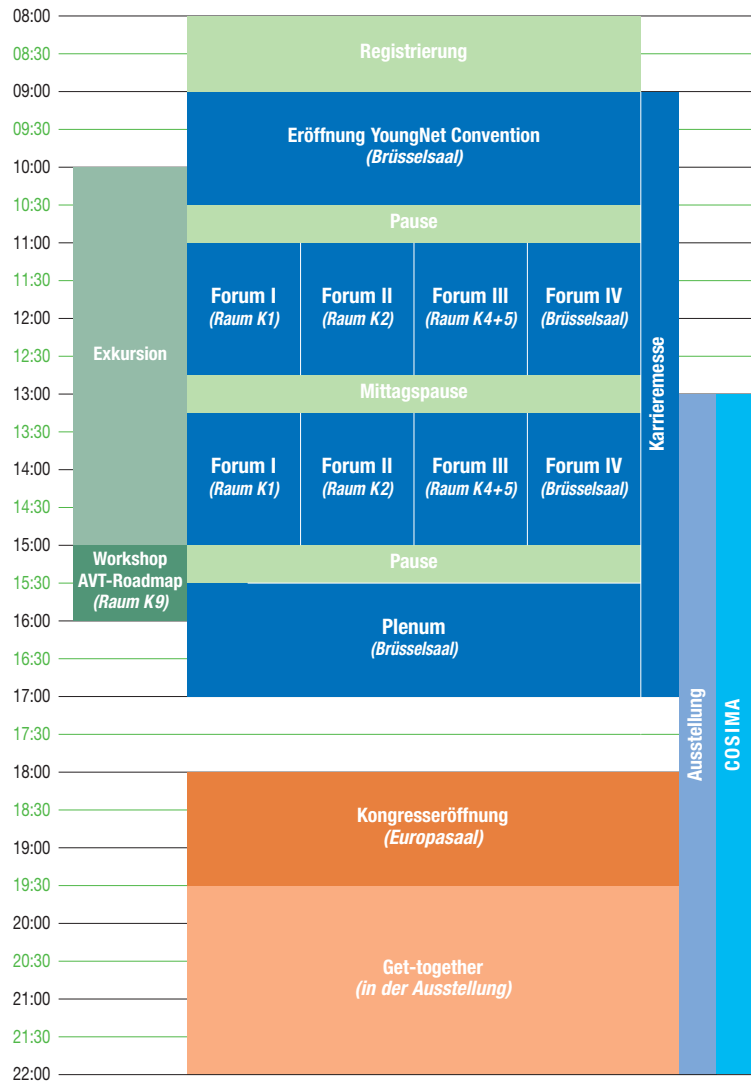 08:00
08:30
09:00
09:30
10:00
10:30
11:00
11:30
12:00
12:30
13:00
13:30
14:00
14:30
15:00
15:30
16:00
16:30
17:00
17:30
18:00
18:30
19:00
19:30
20:00
20:30
21:00
21:30
22:00
Exkursion
Workshop
AVT-Roadmap
(Raum K9)
Registrierung
Eröffnung YoungNet Convention
(Brüsselsaal)
Pause
Forum I
(Raum K1)
Forum II
(Raum K2)
Forum III
(Raum K4+5)
Forum IV
(Brüsselsaal)
Mittagspause
Forum I
(Raum K1)
Forum II
(Raum K2)
Forum III
(Raum K4+5)
Forum IV
(Brüsselsaal)
Pause
Plenum
(Brüsselsaal)
Kongresseröffnung
(Europasaal)
Get-together
(in der Ausstellung)
Karrieremesse
Ausstellung
COSIMA